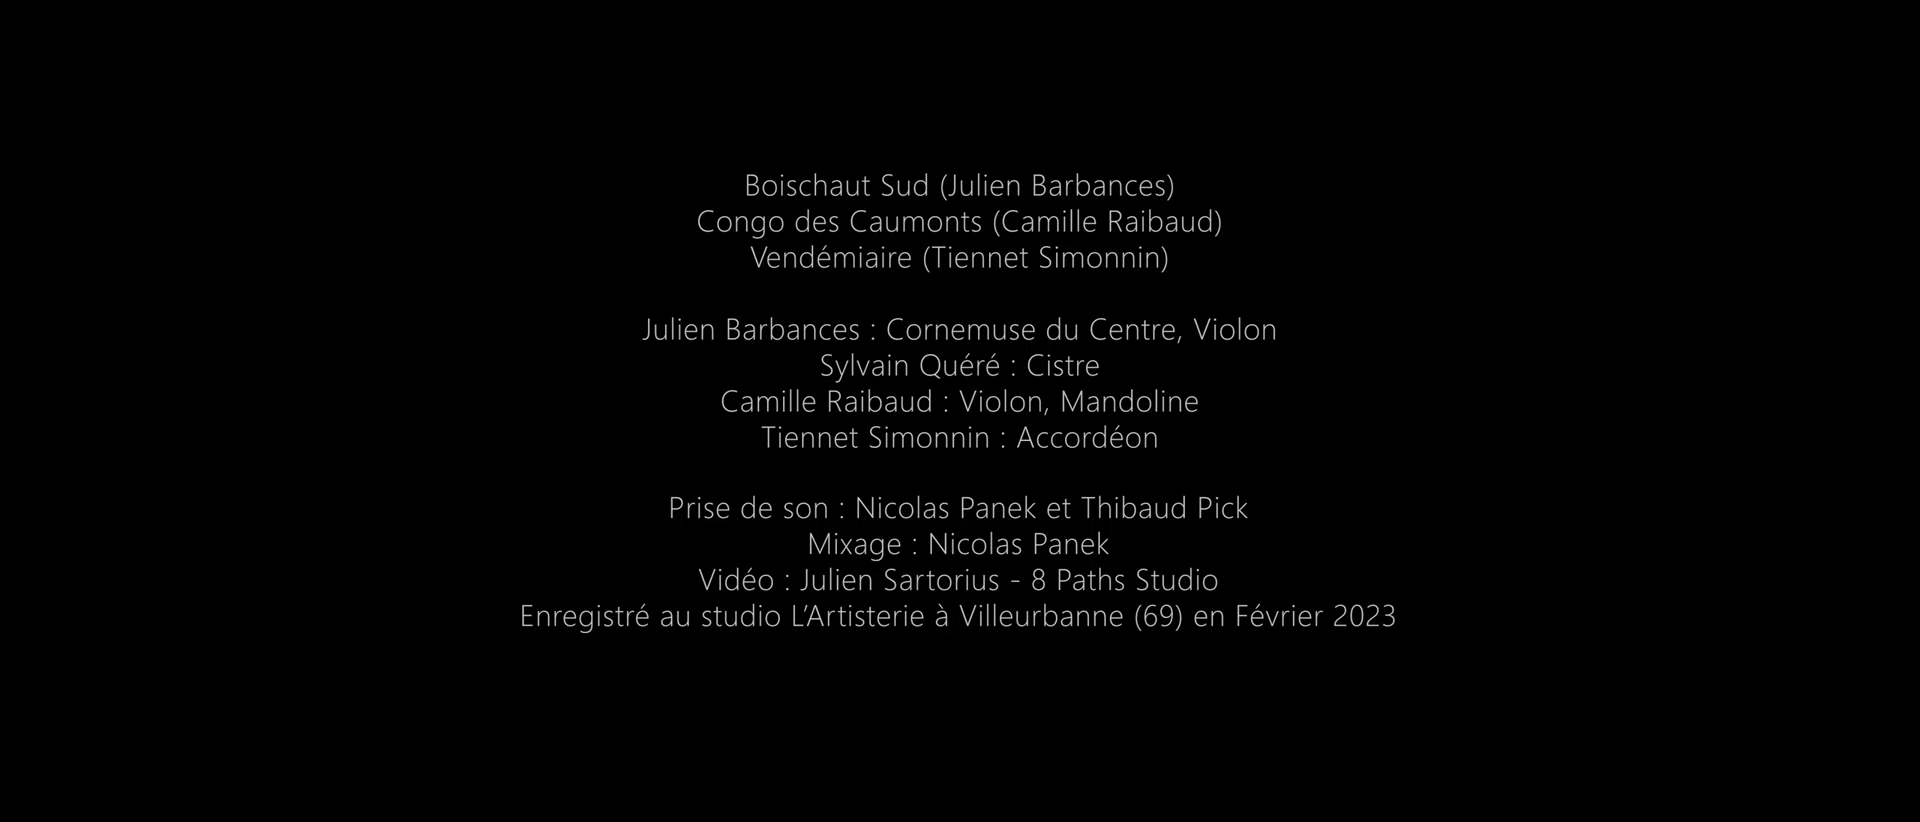 Boischaut Sud (Julien Barbances)
Congo des Caumonts (Camille Raibaud)
Vendémiaire (Tiennet Simonnin)
Julien Barbances : Cornemuse du Centre, Violon
Sylvain Quéré : Cistre
Camille Raibaud : Violon, Mandoline
Tiennet Simonnin : Accordéon
Prise de son : Nicolas Panek et Thibaud Pick
Mixage : Nicolas Panek
Vidéo : Julien Sartorius - 8 Paths Studio
Enregistré au studio L’Artisterie à Villeurbanne (69) en Février 2023